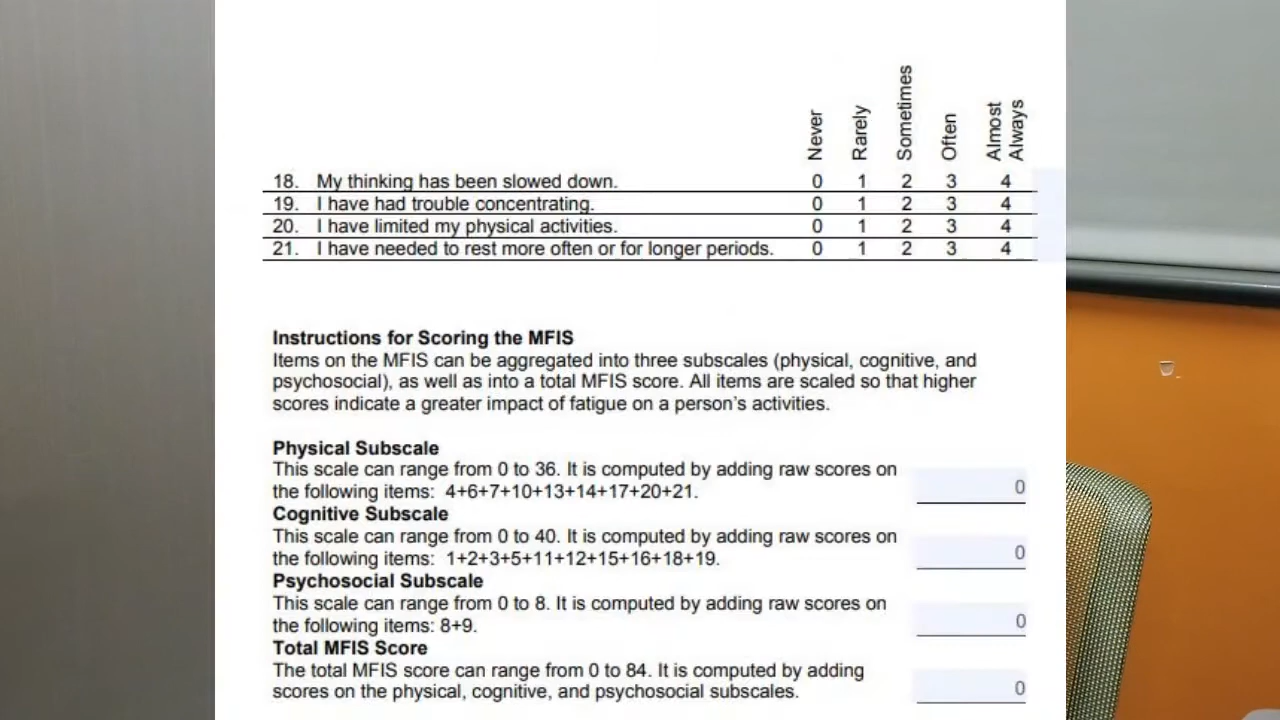 Never Rarely Sometimes Often Almost Always
18. My thinking has been slowed down. 0 1 2 3 4
19. I have had trouble concentrating. 0 1 2 3 4
20. I have limited my physical activities. 0 1 2 3 4
21. I have needed to rest more often or for longer periods. 0 1 2 3 4
Instructions for Scoring the MFIS
Items on the MFIS can be aggregated into three subscales (physical, cognitive, and
psychosocial), as well as into a total MFIS score. All items are scaled so that higher
scores indicate a greater impact of fatigue on a person's activities.
Physical Subscale
This scale can range from 0 to 36. It is computed by adding raw scores on
the following items: 4+6+7+10+13+14+17+20+21. 0
Cognitive Subscale
This scale can range from 0 to 40. It is computed by adding raw scores on
the following items: 1+2+3+5+11+12+15+16+18+19. 0
Psychosocial Subscale
This scale can range from 0 to 8. It is computed by adding raw scores on
the following items: 8+9. 0
Total MFIS Score
The total MFIS score can range from 0 to 84. It is computed by adding
scores on the physical, cognitive, and psychosocial subscales. 0